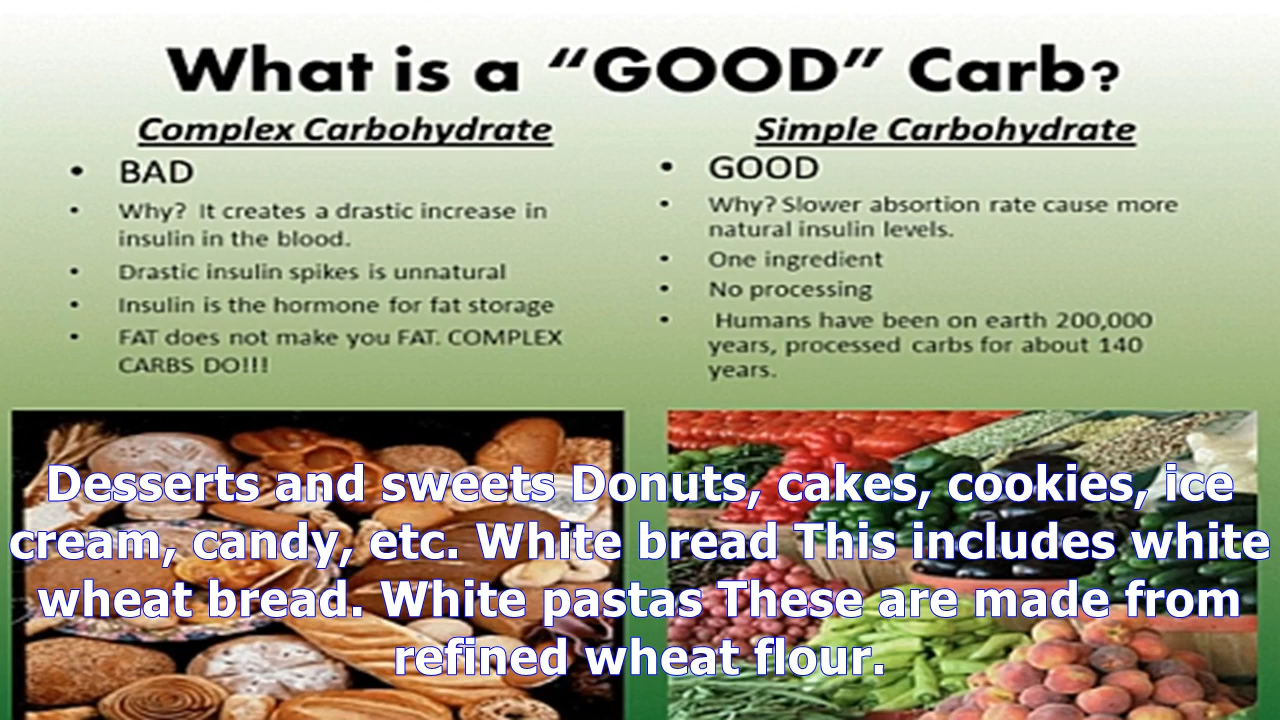 What is a “GOOD” Carb?
Complex Carbohydrate
• BAD
• Why? It creates a drastic increase in
insulin in the blood.
• Drastic insulin spikes is unnatural
• Insulin is the hormone for fat storage
• FAT does not make you FAT. COMPLEX
CARBS DO!!!
Simple Carbohydrate
• GOOD
• Why? Slower absortion rate cause more
natural insulin levels.
• One ingredient
• No processing
• Humans have been on earth 200,000
years, processed carbs for about 140
years.
Desserts and sweets Donuts, cakes, cookies, ice
cream, candy, etc. White bread This includes white
wheat bread. White pastas These are made from
refined wheat flour.